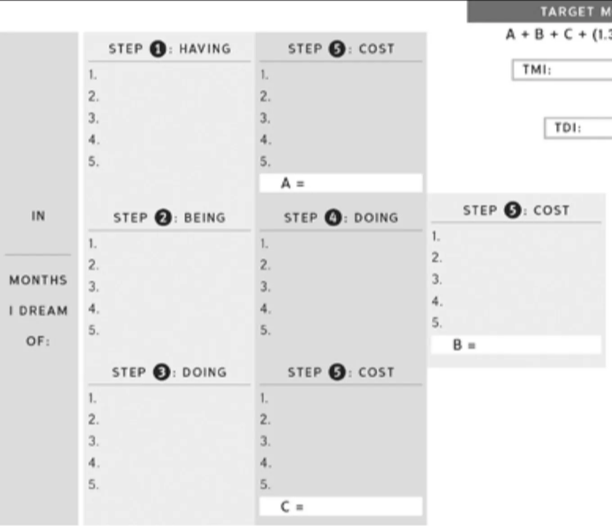 TARGET M
A + B + C + (1.3
TMI:
TDI:
IN
MONTHS
I DREAM
OF:
STEP 1: HAVING
1.
2.
3.
4.
5.
STEP 5: COST
1.
2.
3.
4.
5.
A =
STEP 2: BEING
1.
2.
3.
4.
5.
STEP 4: DOING
1.
2.
3.
4.
5.
STEP 5: COST
1.
2.
3.
4.
5.
B =
STEP 3: DOING
1.
2.
3.
4.
5.
STEP 5: COST
1.
2.
3.
4.
5.
C =